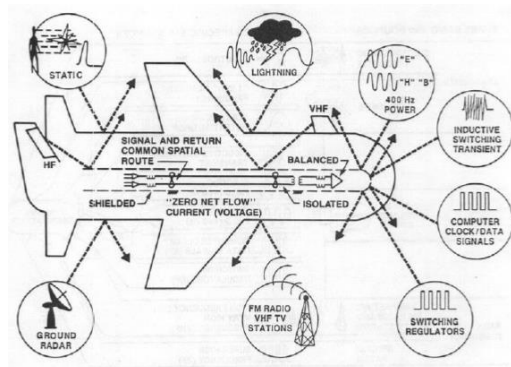 STATIC
LIGHTNING
"E"
"H" "B"
400 Hz
POWER
INDUCTIVE
SWITCHING
TRANSIENT
HF
VHF
SIGNAL AND RETURN
COMMON SPATIAL
ROUTE
BALANCED
SHIELDED
"ZERO NET FLOW"
CURRENT (VOLTAGE)
ISOLATED
COMPUTER
CLOCK/DATA
SIGNALS
GROUND
RADAR
FM RADIO
VHF TV
STATIONS
SWITCHING
REGULATORS